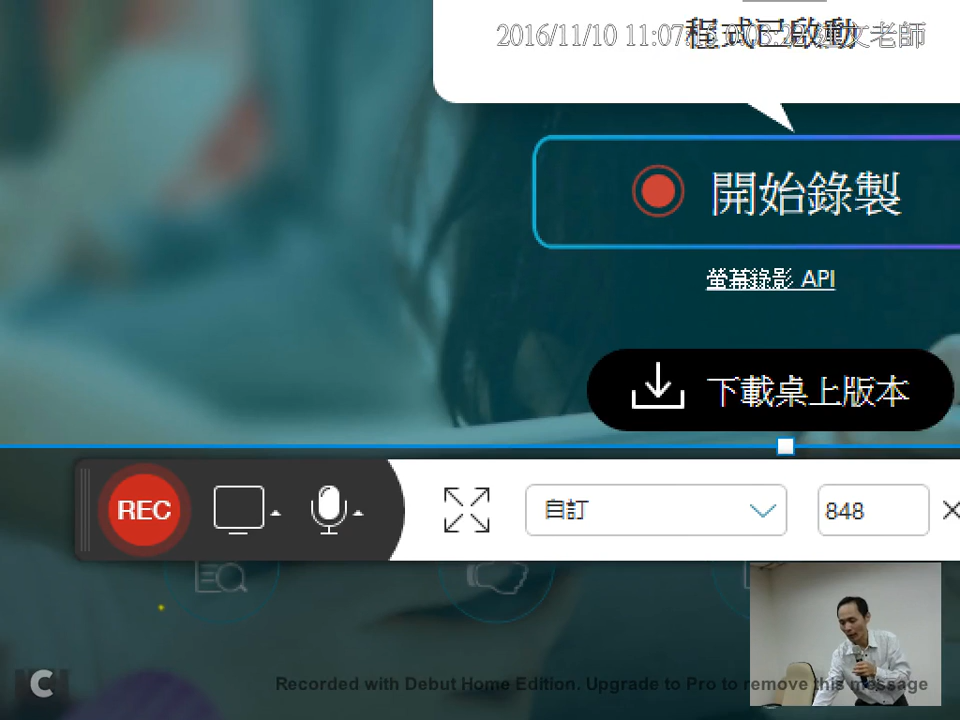 程式已啟動
2016/11/10 11:07 老師
開始錄製
螢幕錄影 API
下載桌上版本
REC
自訂
848
C
Recorded with Debut Home Edition. Upgrade to Pro to remove this message